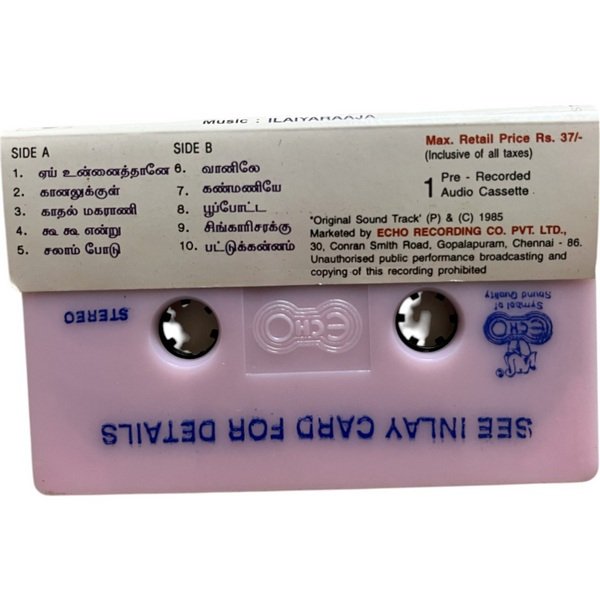 Music : ILAIYARAAJA
SIDE A
1. ஏய் உன்னைத்தானே
2. கானலுக்குள்
3. காதல் மகராணி
4. கூ கூ என்று
5. சலாம் போடு
SIDE B
6. வானிலே
7. கண்மணியே
8. பூப்போட்ட
9. சிங்காரிசரக்கு
10. பட்டுக்கன்னம்
Max. Retail Price Rs. 37/-
(Inclusive of all taxes)
1 Pre - Recorded
Audio Cassette
'Original Sound Track' (P) & (C) 1985
Marketed by ECHO RECORDING CO. PVT. LTD.,
30, Conran Smith Road, Gopalapuram, Chennai - 86.
Unauthorised public performance broadcasting and
copying of this recording prohibited
STEREO
ECHO
ECHO
Symbol of
Sound Quality
SEE INLAY CARD FOR DETAILS